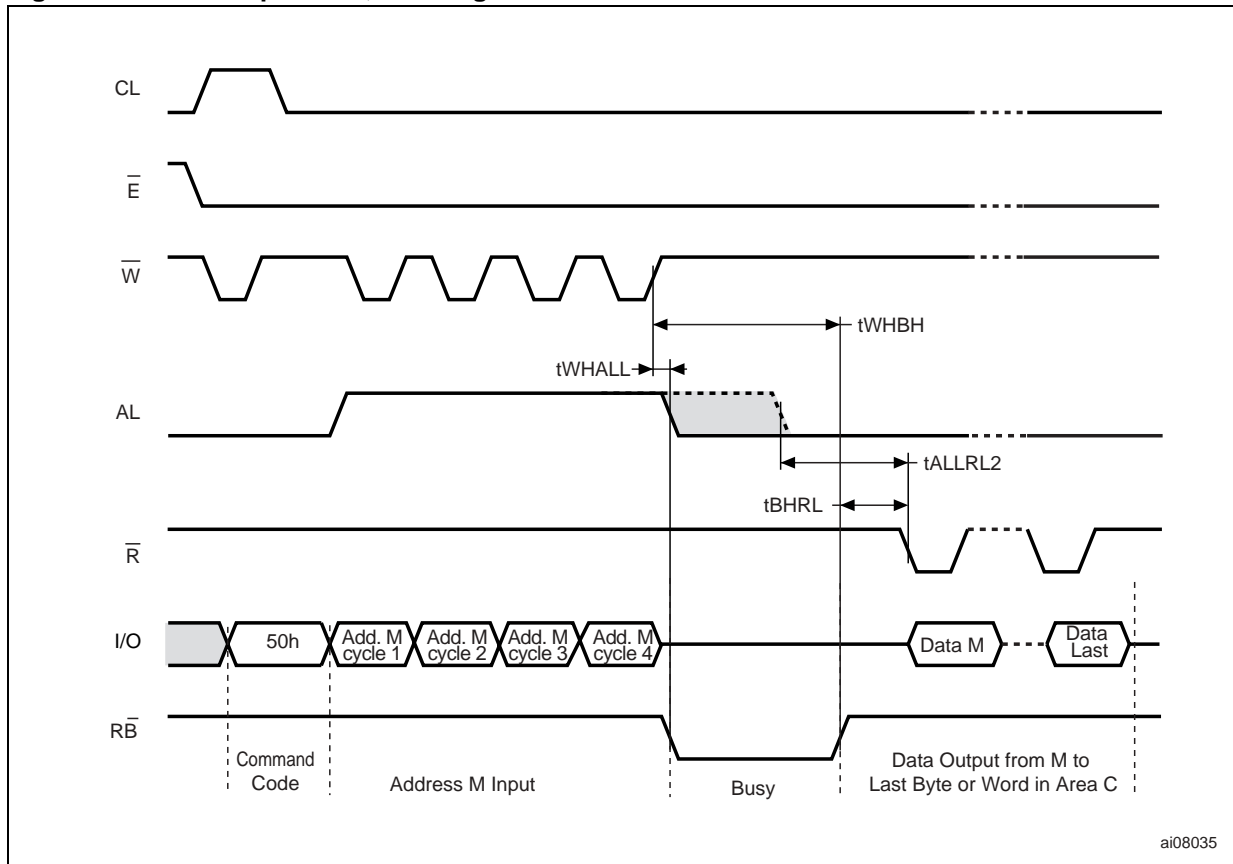 CL
E
W
tWHBH
tWHALL
AL
tALLRL2
tBHRL
R
I/O
50h
Add. M
cycle 1
Add. M
cycle 2
Add. M
cycle 3
Add. M
cycle 4
Data M
Data
Last
RB
Command
Code
Address M Input
Busy
Data Output from M to
Last Byte or Word in Area C
ai08035